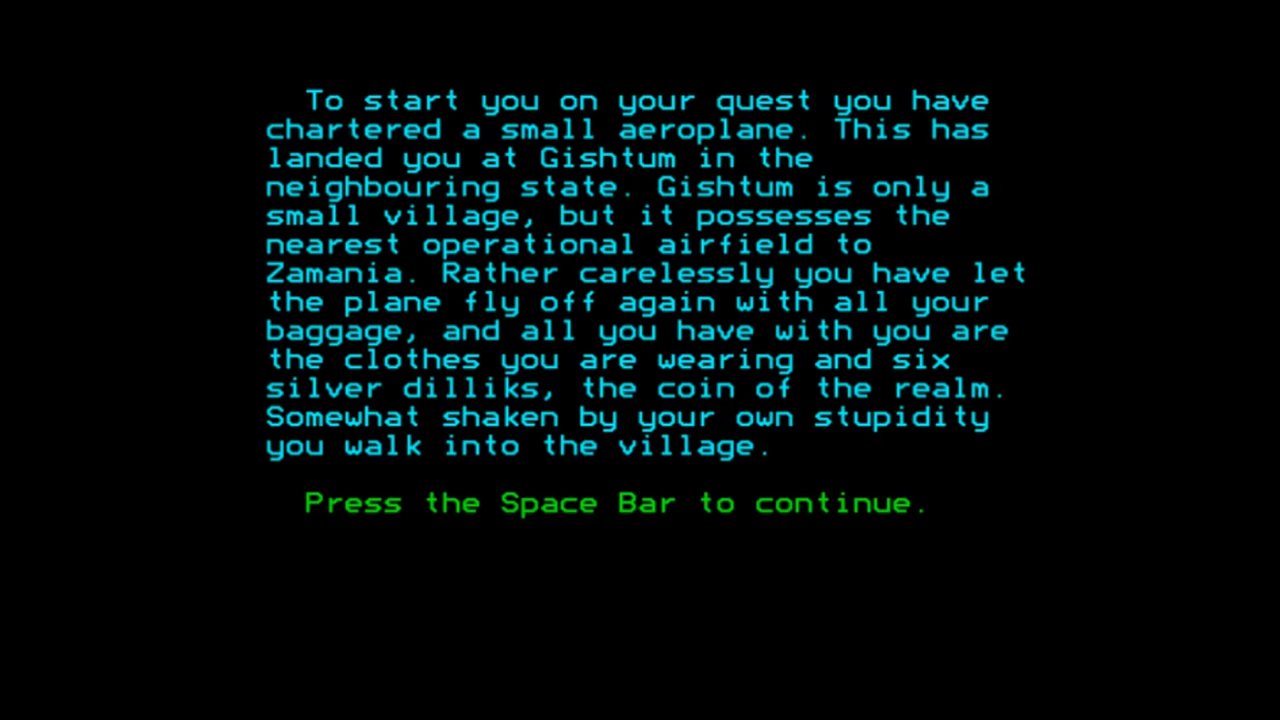 To start you on your quest you have
chartered a small aeroplane. This has
landed you at Gishtum in the
neighbouring state. Gishtum is only a
small village, but it possesses the
nearest operational airfield to
Zamania. Rather carelessly you have let
the plane fly off again with all your
baggage, and all you have with you are
the clothes you are wearing and six
silver dilliks, the coin of the realm.
Somewhat shaken by your own stupidity
you walk into the village.
Press the Space Bar to continue.